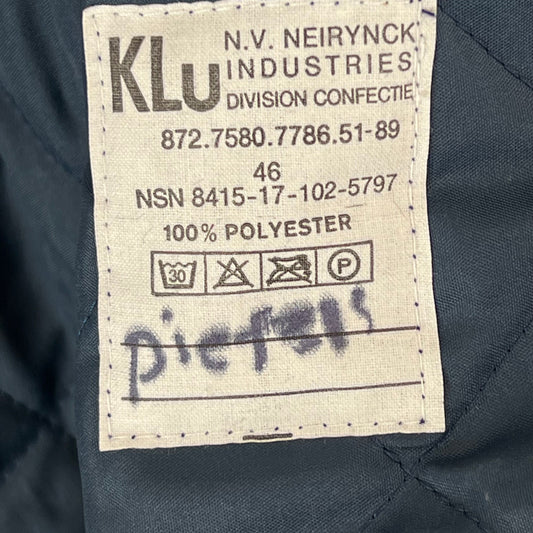 KLu N.V. NEIRYNCK
INDUSTRIES
DIVISION CONFECTIE
872.7580.7786.51-89
46
NSN 8415-17-102-5797
100% POLYESTER
30 P